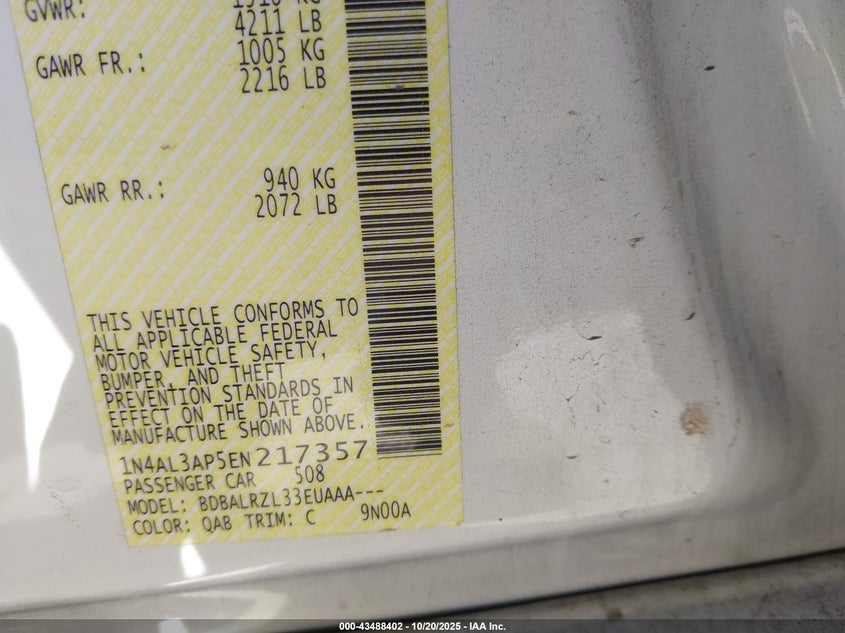 GVWR: 1910 KG
4211 LB
GAWR FR.: 1005 KG
2216 LB
GAWR RR.: 940 KG
2072 LB
THIS VEHICLE CONFORMS TO
ALL APPLICABLE FEDERAL
MOTOR VEHICLE SAFETY,
BUMPER, AND THEFT
PREVENTION STANDARDS IN
EFFECT ON THE DATE OF
MANUFACTURE SHOWN ABOVE.
1N4AL3AP5EN217357
PASSENGER CAR 508
MODEL: BDBALRZL33EUAAA---
COLOR: QAB TRIM: C 9N00A
000-43488402 - 10/20/2025 - IAA Inc.